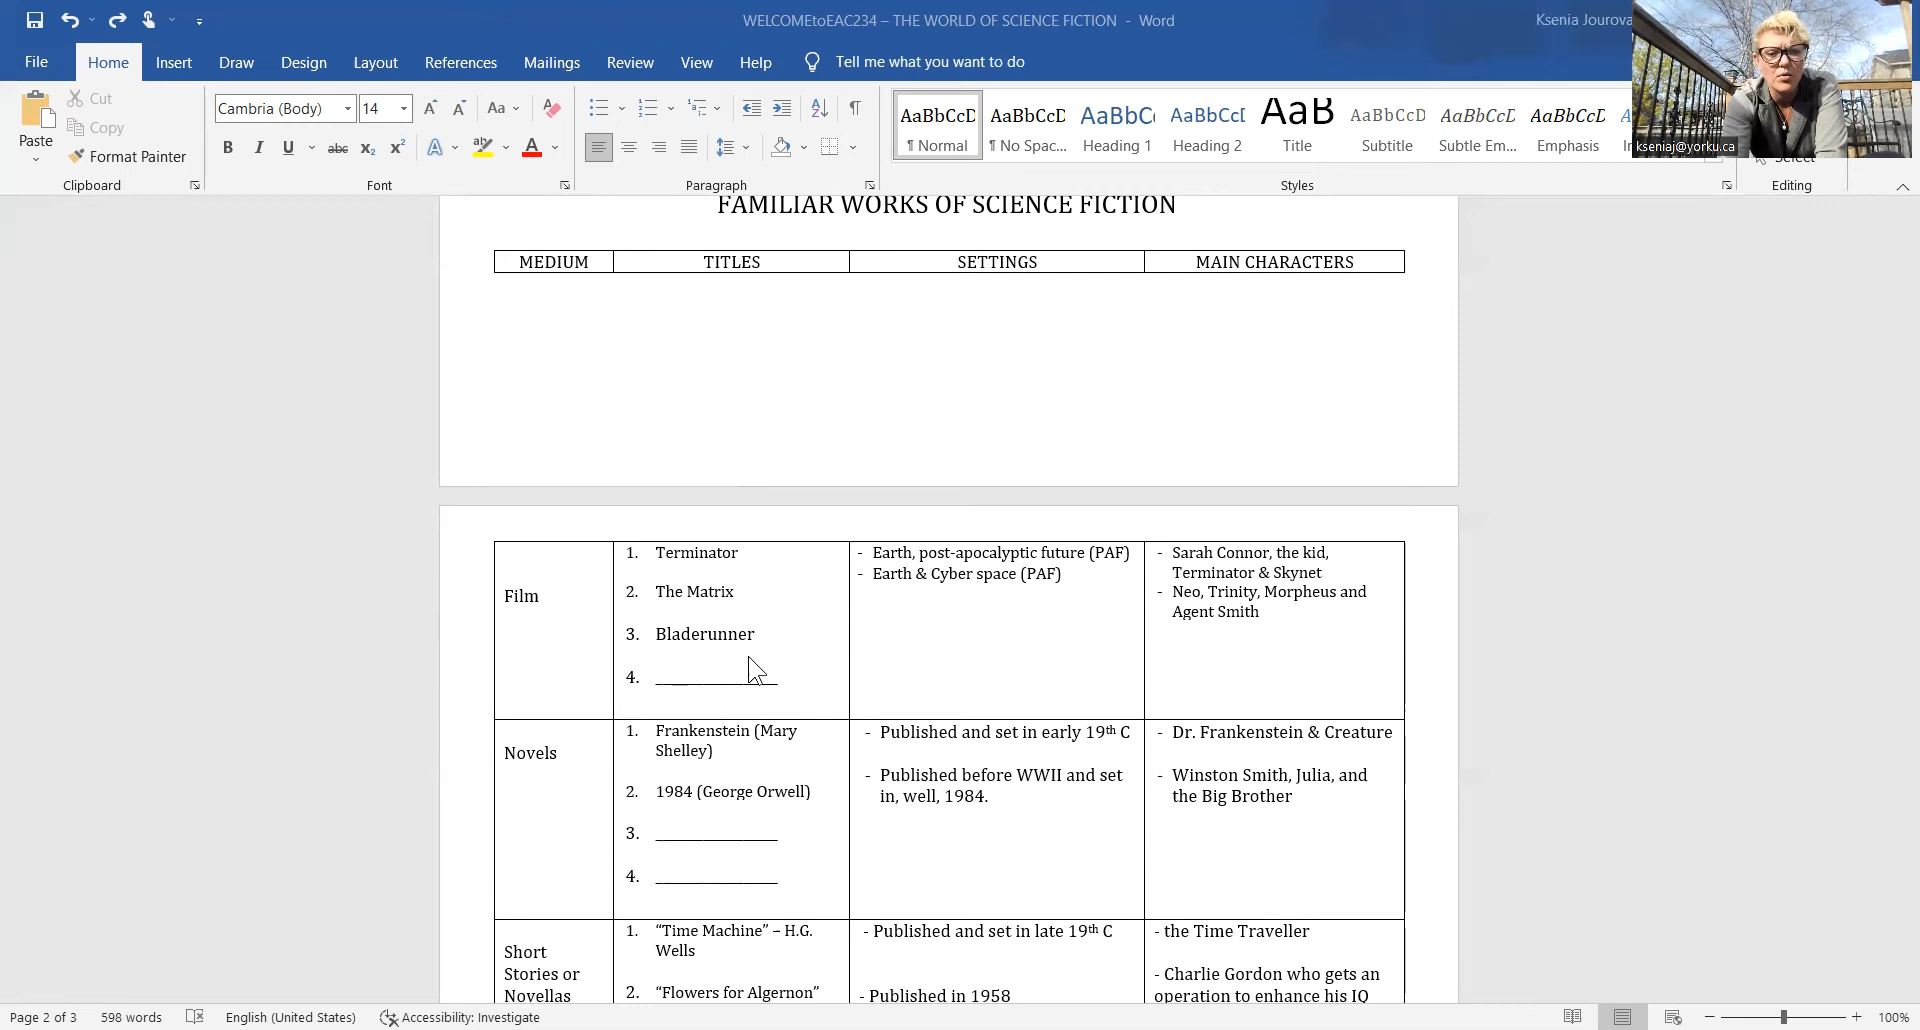 WELCOMEtoEAC234 – THE WORLD OF SCIENCE FICTION - Word
Ksenia Jourova
File Home Insert Draw Design Layout References Mailings Review View Help Tell me what you want to do
Paste
Cut
Copy
Format Painter
Clipboard
Cambria (Body) 14
Font
Paragraph
AaBbCcD AaBbCcD AaBbC AaBbCcD AaB AaBbCcD AaBbCcD AaBbCcD
¶ Normal ¶ No Spac... Heading 1 Heading 2 Title Subtitle Subtle Em... Emphasis
Styles
Select
Editing
kseniaj@yorku.ca
FAMILIAR WORKS OF SCIENCE FICTION
MEDIUM TITLES SETTINGS MAIN CHARACTERS
Film
1. Terminator
2. The Matrix
3. Bladerunner
4. _______________
- Earth, post-apocalyptic future (PAF)
- Earth & Cyber space (PAF)
- Sarah Connor, the kid,
Terminator & Skynet
- Neo, Trinity, Morpheus and
Agent Smith
Novels
1. Frankenstein (Mary
Shelley)
2. 1984 (George Orwell)
3. _______________
4. _______________
- Published and set in early 19th C
- Published before WWII and set
in, well, 1984.
- Dr. Frankenstein & Creature
- Winston Smith, Julia, and
the Big Brother
Short
Stories or
Novellas
1. “Time Machine” – H.G.
Wells
2. “Flowers for Algernon”
- Published and set in late 19th C
- Published in 1958
- the Time Traveller
- Charlie Gordon who gets an
operation to enhance his IQ
Page 2 of 3 598 words English (United States) Accessibility: Investigate 100%